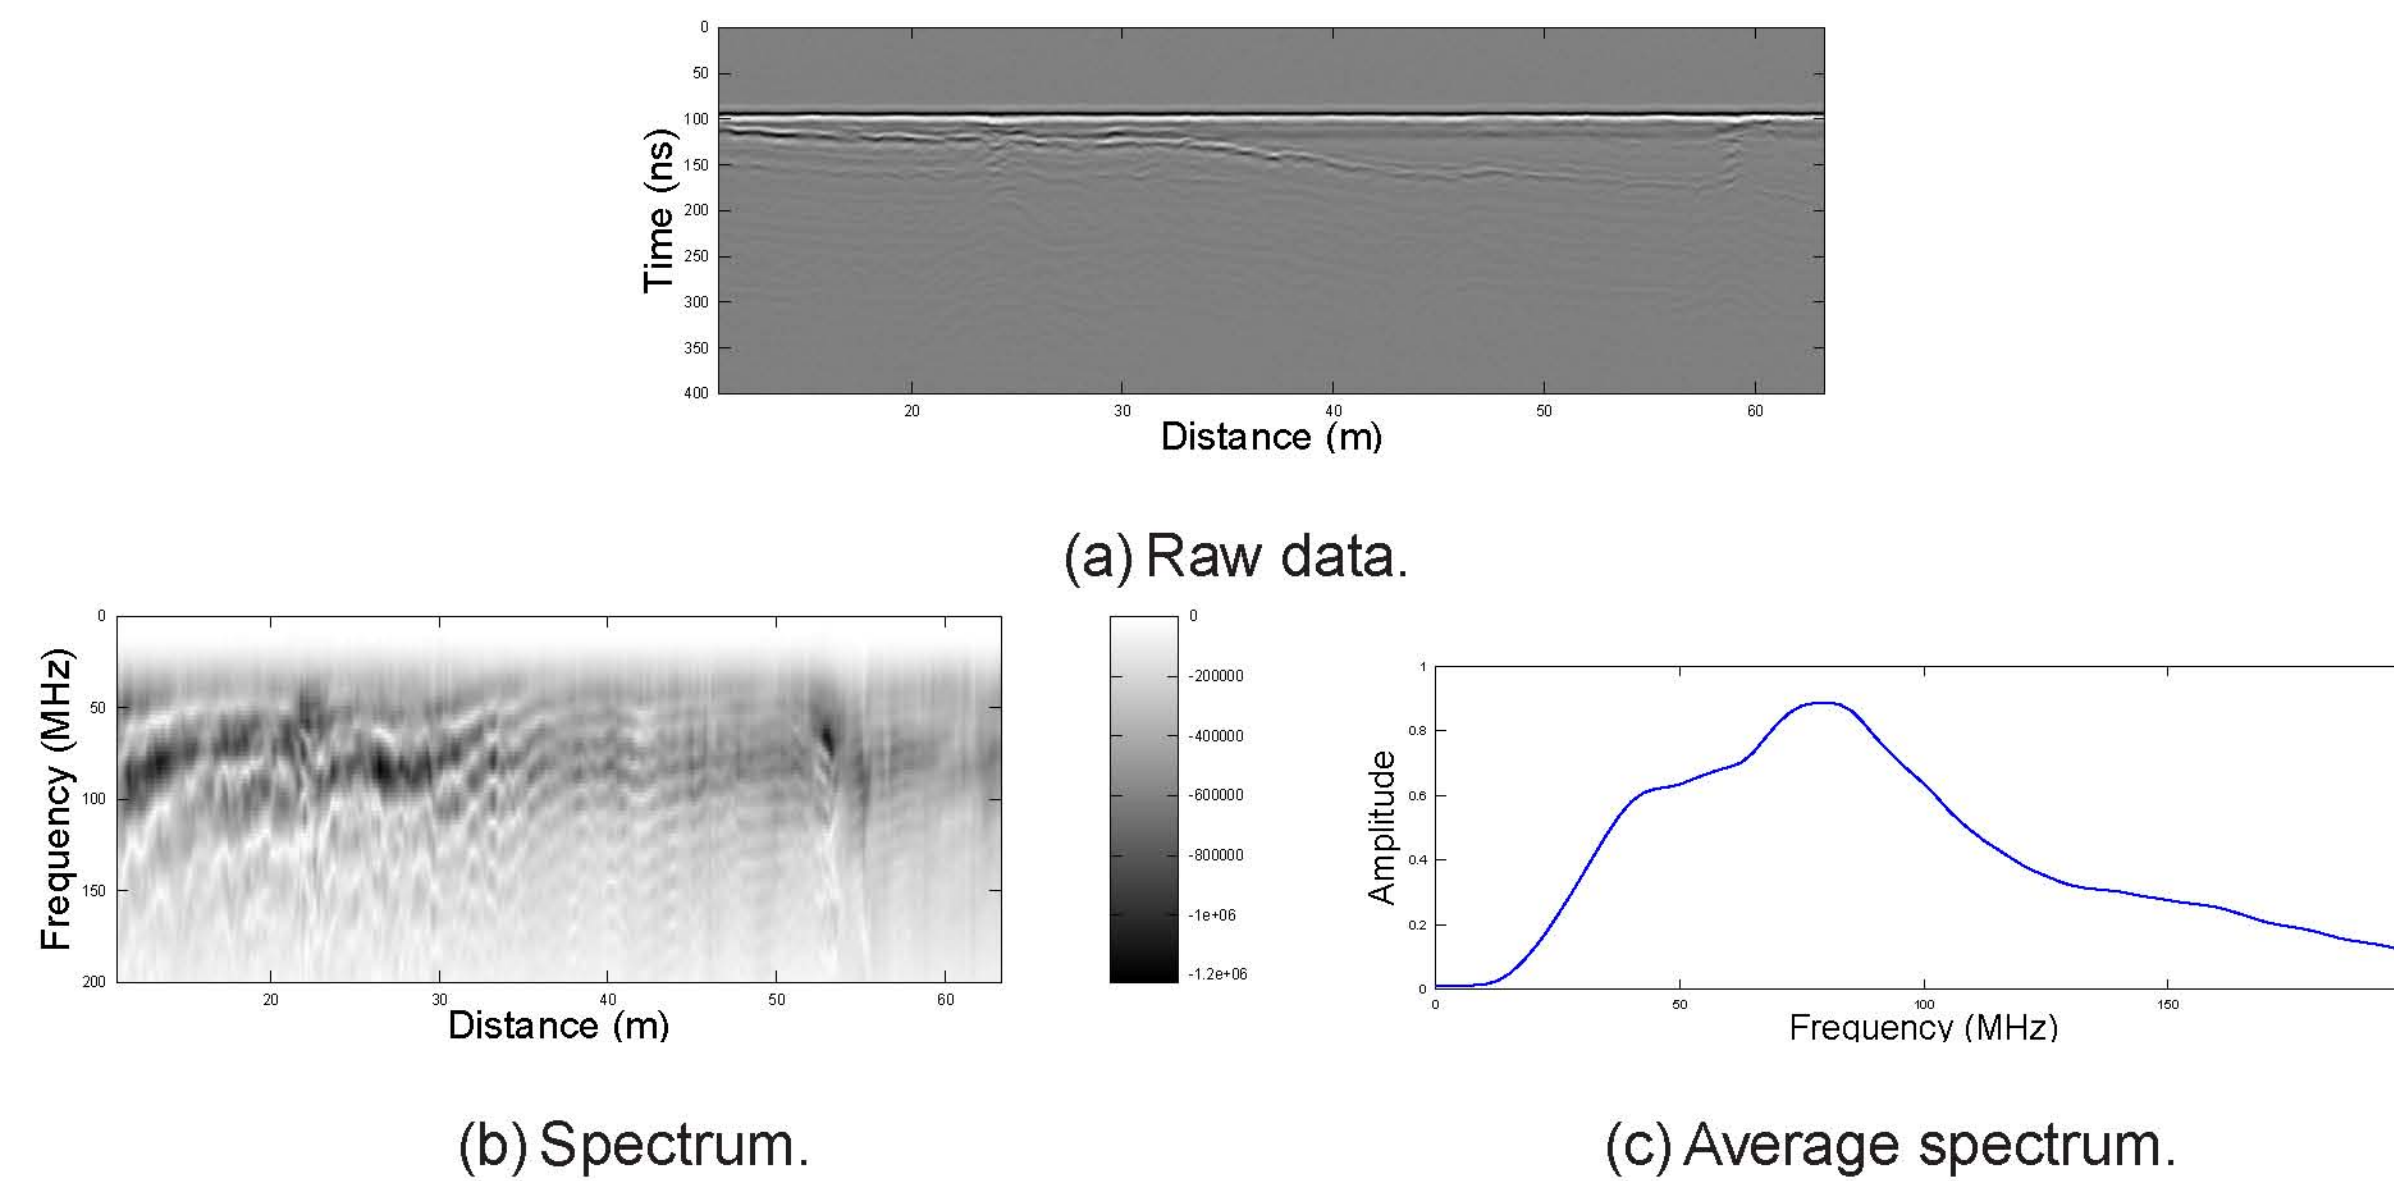 0
50
100
150
200
250
300
350
400
Time (ns)
20 30 40 50 60
Distance (m)
(a) Raw data.
0
50
100
150
200
Frequency (MHz)
20 30 40 50 60
Distance (m)
0
-200000
-400000
-600000
-800000
-1e+06
-1.2e+06
(b) Spectrum.
1
0.8
0.6
0.4
0.2
0
Amplitude
0 50 100 150
Frequency (MHz)
(c) Average spectrum.